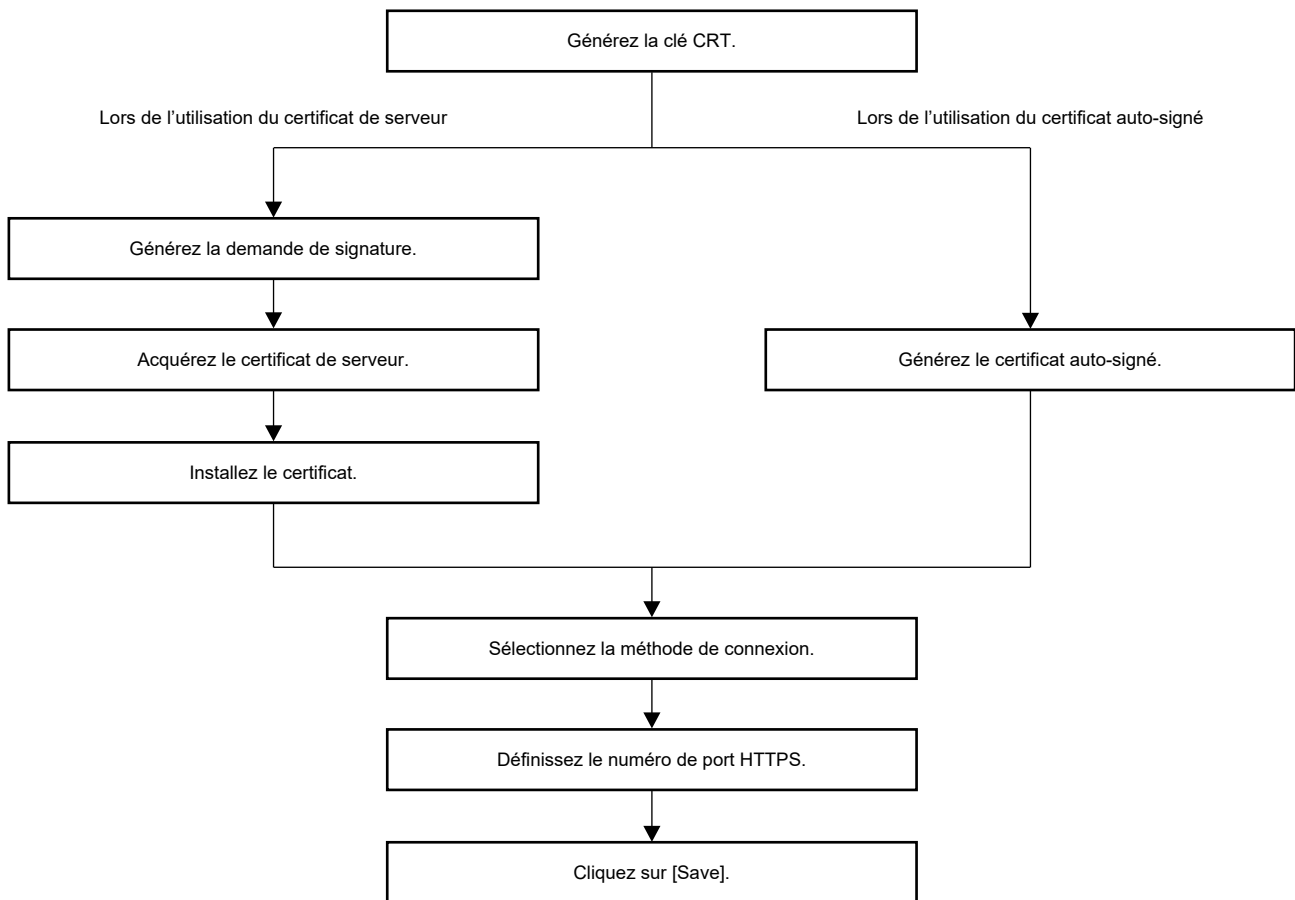 Générez la clé CRT.
Lors de l’utilisation du certificat de serveur
Lors de l’utilisation du certificat auto-signé
Générez la demande de signature.
Acquérez le certificat de serveur.
Générez le certificat auto-signé.
Installez le certificat.
Sélectionnez la méthode de connexion.
Définissez le numéro de port HTTPS.
Cliquez sur [Save].